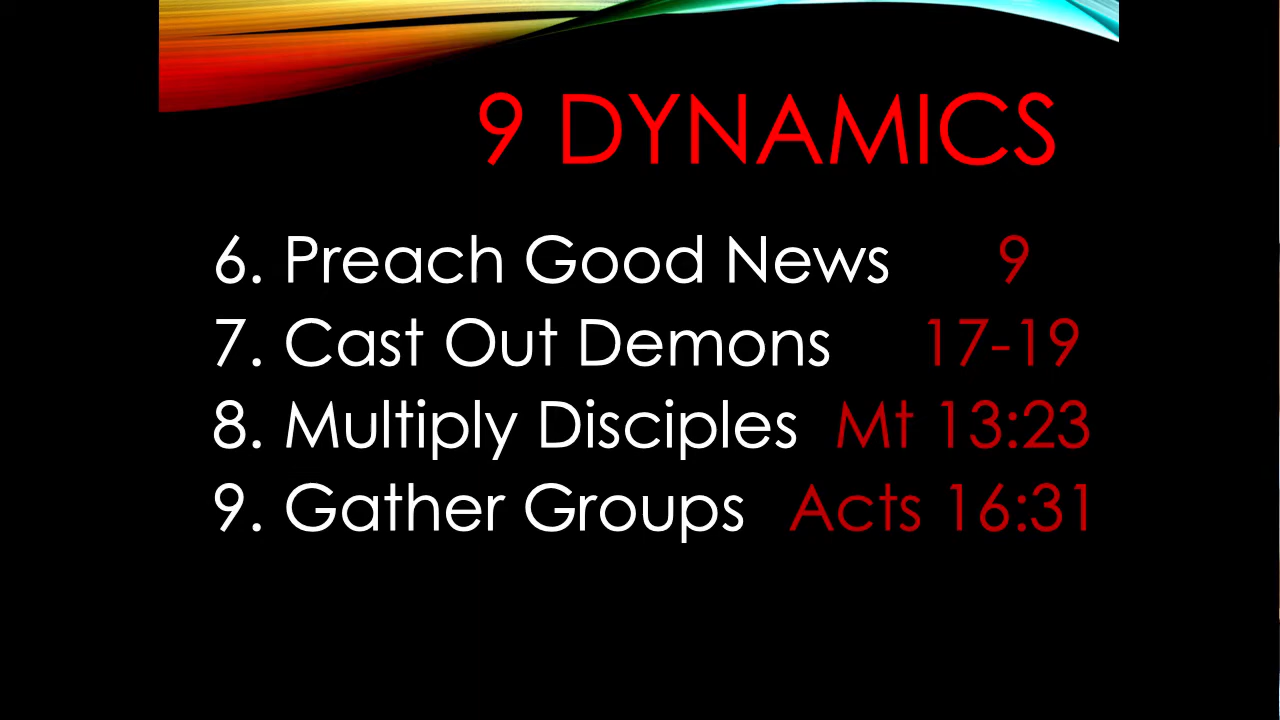 9 DYNAMICS
6. Preach Good News 9
7. Cast Out Demons 17-19
8. Multiply Disciples Mt 13:23
9. Gather Groups Acts 16:31